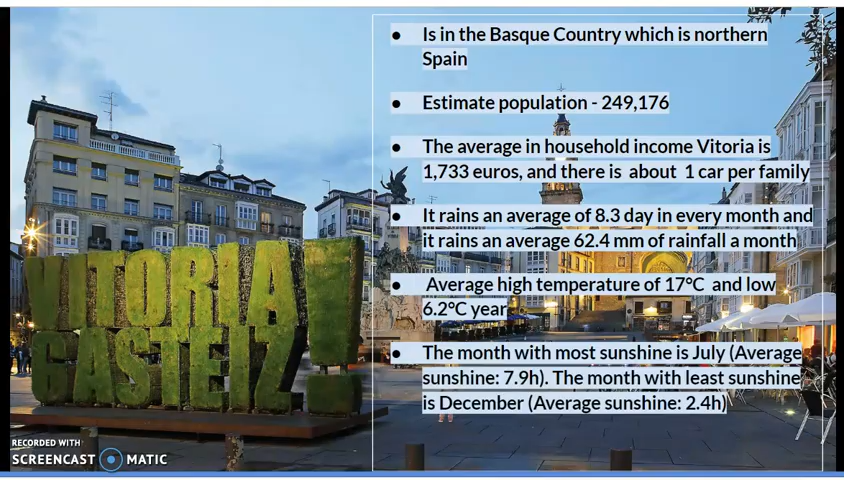 Is in the Basque Country which is northern
Spain
Estimate population - 249,176
The average in household income Vitoria is
1,733 euros, and there is about 1 car per family
It rains an average of 8.3 day in every month and
it rains an average 62.4 mm of rainfall a month
Average high temperature of 17°C and low
6.2°C year
The month with most sunshine is July (Average
sunshine: 7.9h). The month with least sunshine
is December (Average sunshine: 2.4h)
VITORIA!
GASTEIZ
RECORDED WITH
SCREENCAST MATIC